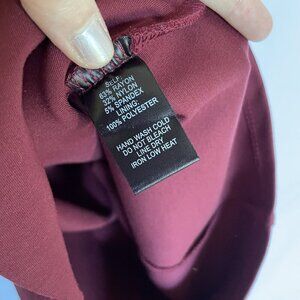 SELF:
63% RAYON
32% NYLON
5% SPANDEX
LINING:
100% POLYESTER
HAND WASH COLD
DO NOT BLEACH
LINE DRY
IRON LOW HEAT